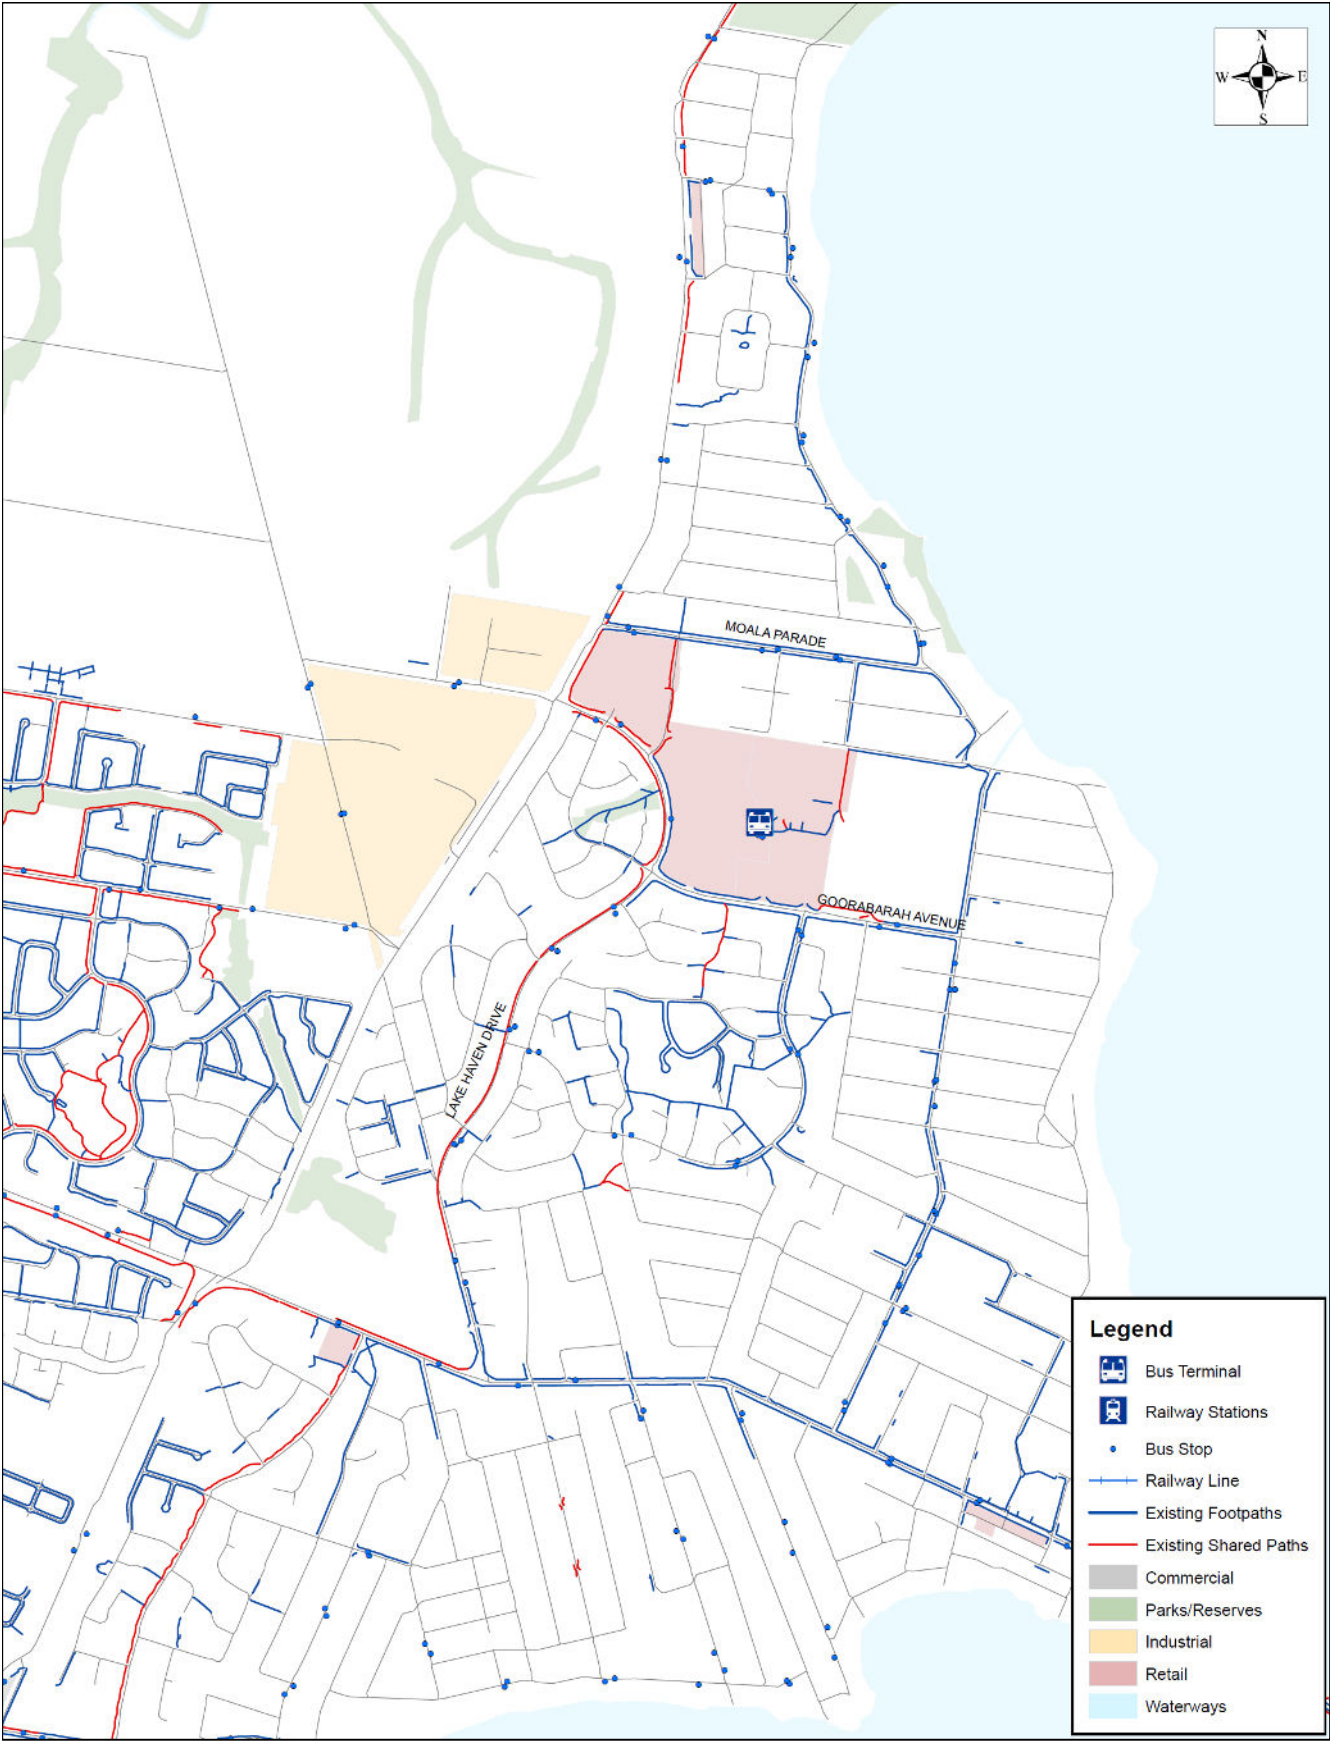 N
W E
S
MOALA PARADE
GOORABARAH AVENUE
LAKE HAVEN DRIVE
Legend
Bus Terminal
Railway Stations
Bus Stop
Railway Line
Existing Footpaths
Existing Shared Paths
Commercial
Parks/Reserves
Industrial
Retail
Waterways